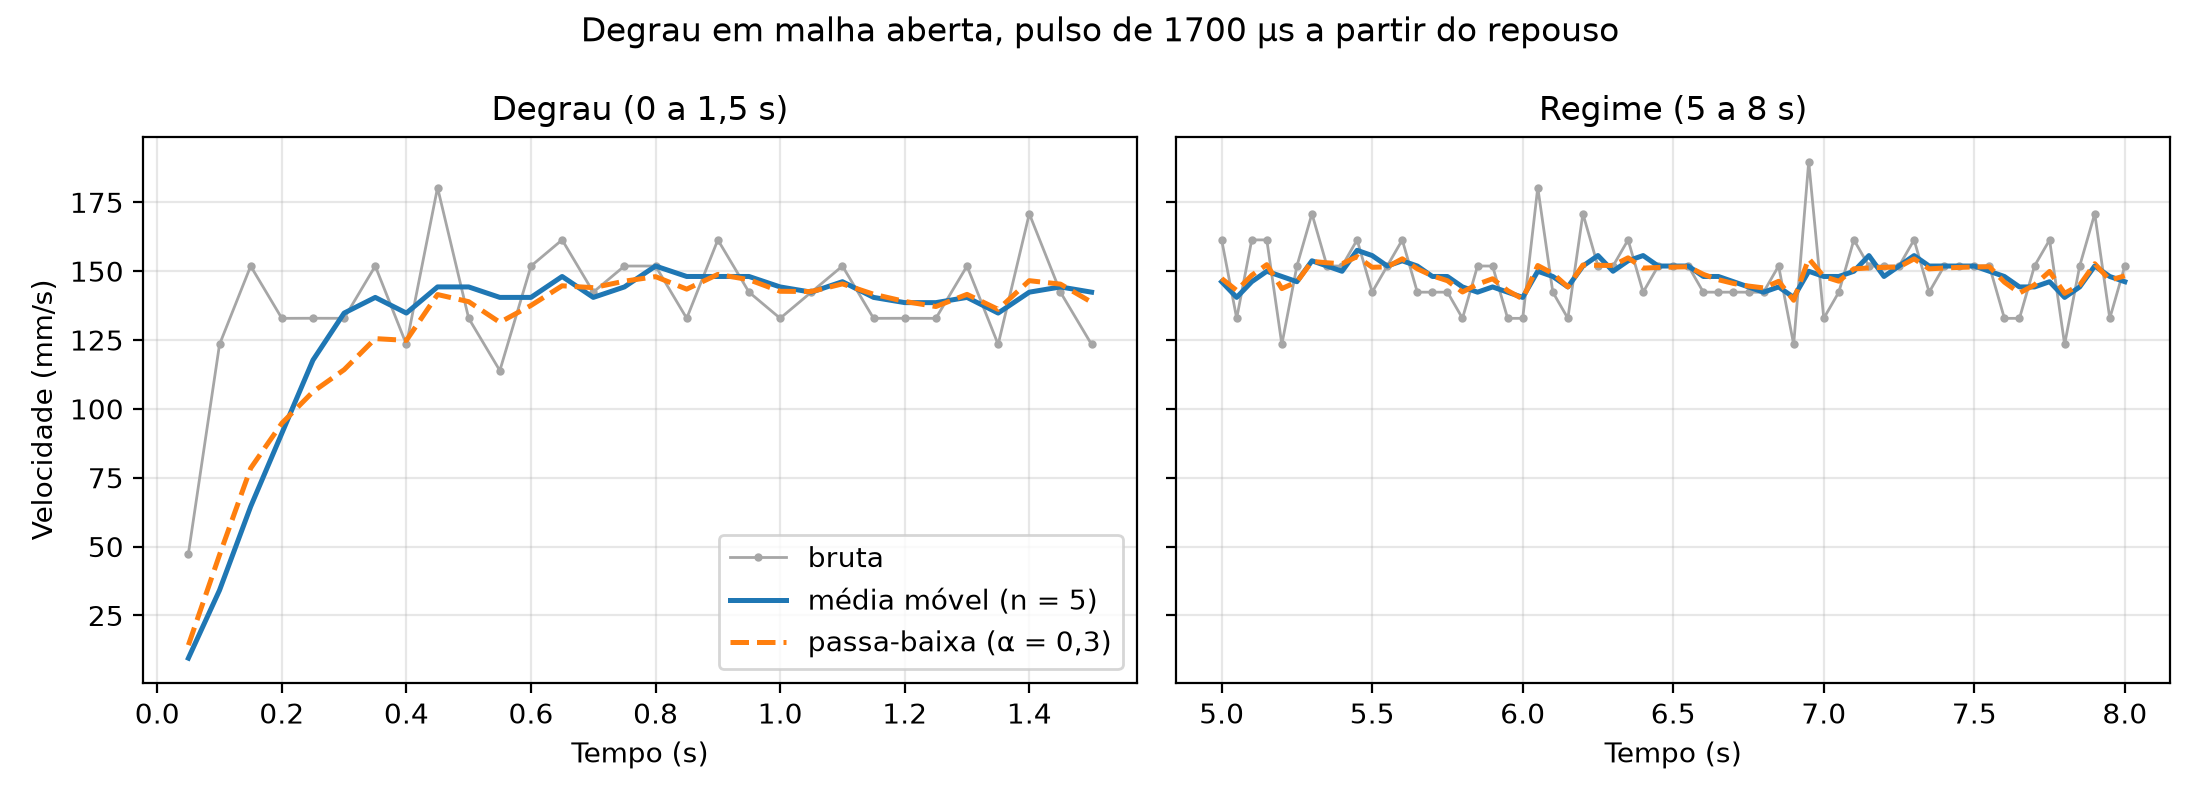 Degrau em malha aberta, pulso de 1700 µs a partir do repouso
Degrau (0 a 1,5 s)
Velocidade (mm/s)
175
150
125
100
75
50
25
0.0 0.2 0.4 0.6 0.8 1.0 1.2 1.4
Tempo (s)
bruta
média móvel (n = 5)
passa-baixa (α = 0,3)
Regime (5 a 8 s)
5.0 5.5 6.0 6.5 7.0 7.5 8.0
Tempo (s)